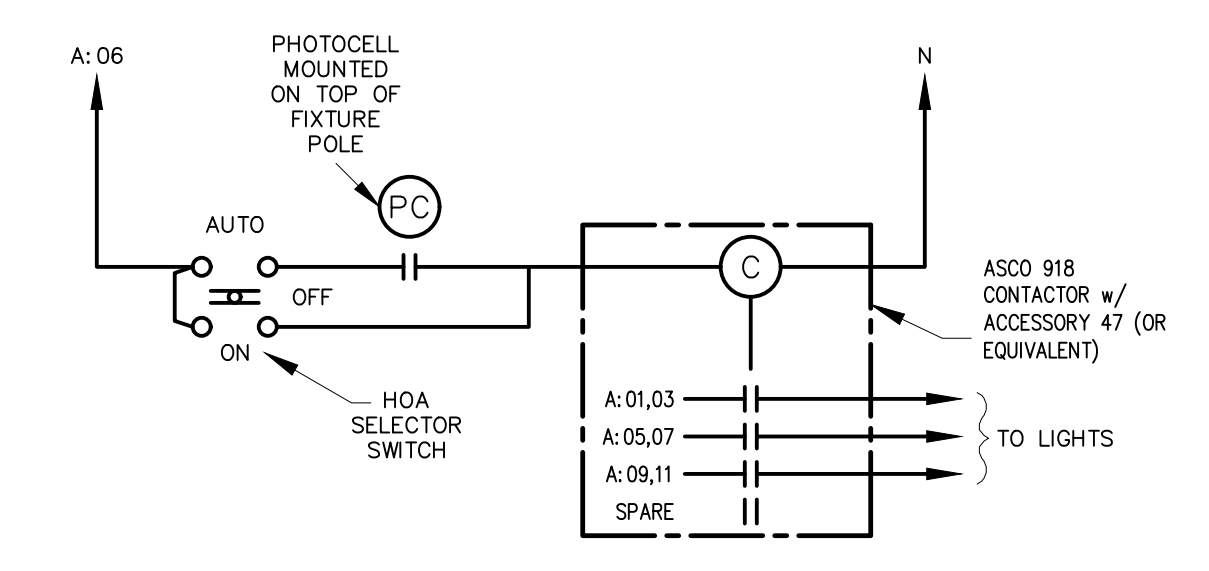 A: 06
PHOTOCELL
MOUNTED
ON TOP OF
FIXTURE
POLE
N
PC
AUTO
OFF
ON
C
HOA
SELECTOR
SWITCH
ASCO 918
CONTACTOR w/
ACCESSORY 47 (OR
EQUIVALENT)
A: 01,03
A: 05,07
A: 09,11
SPARE
TO LIGHTS